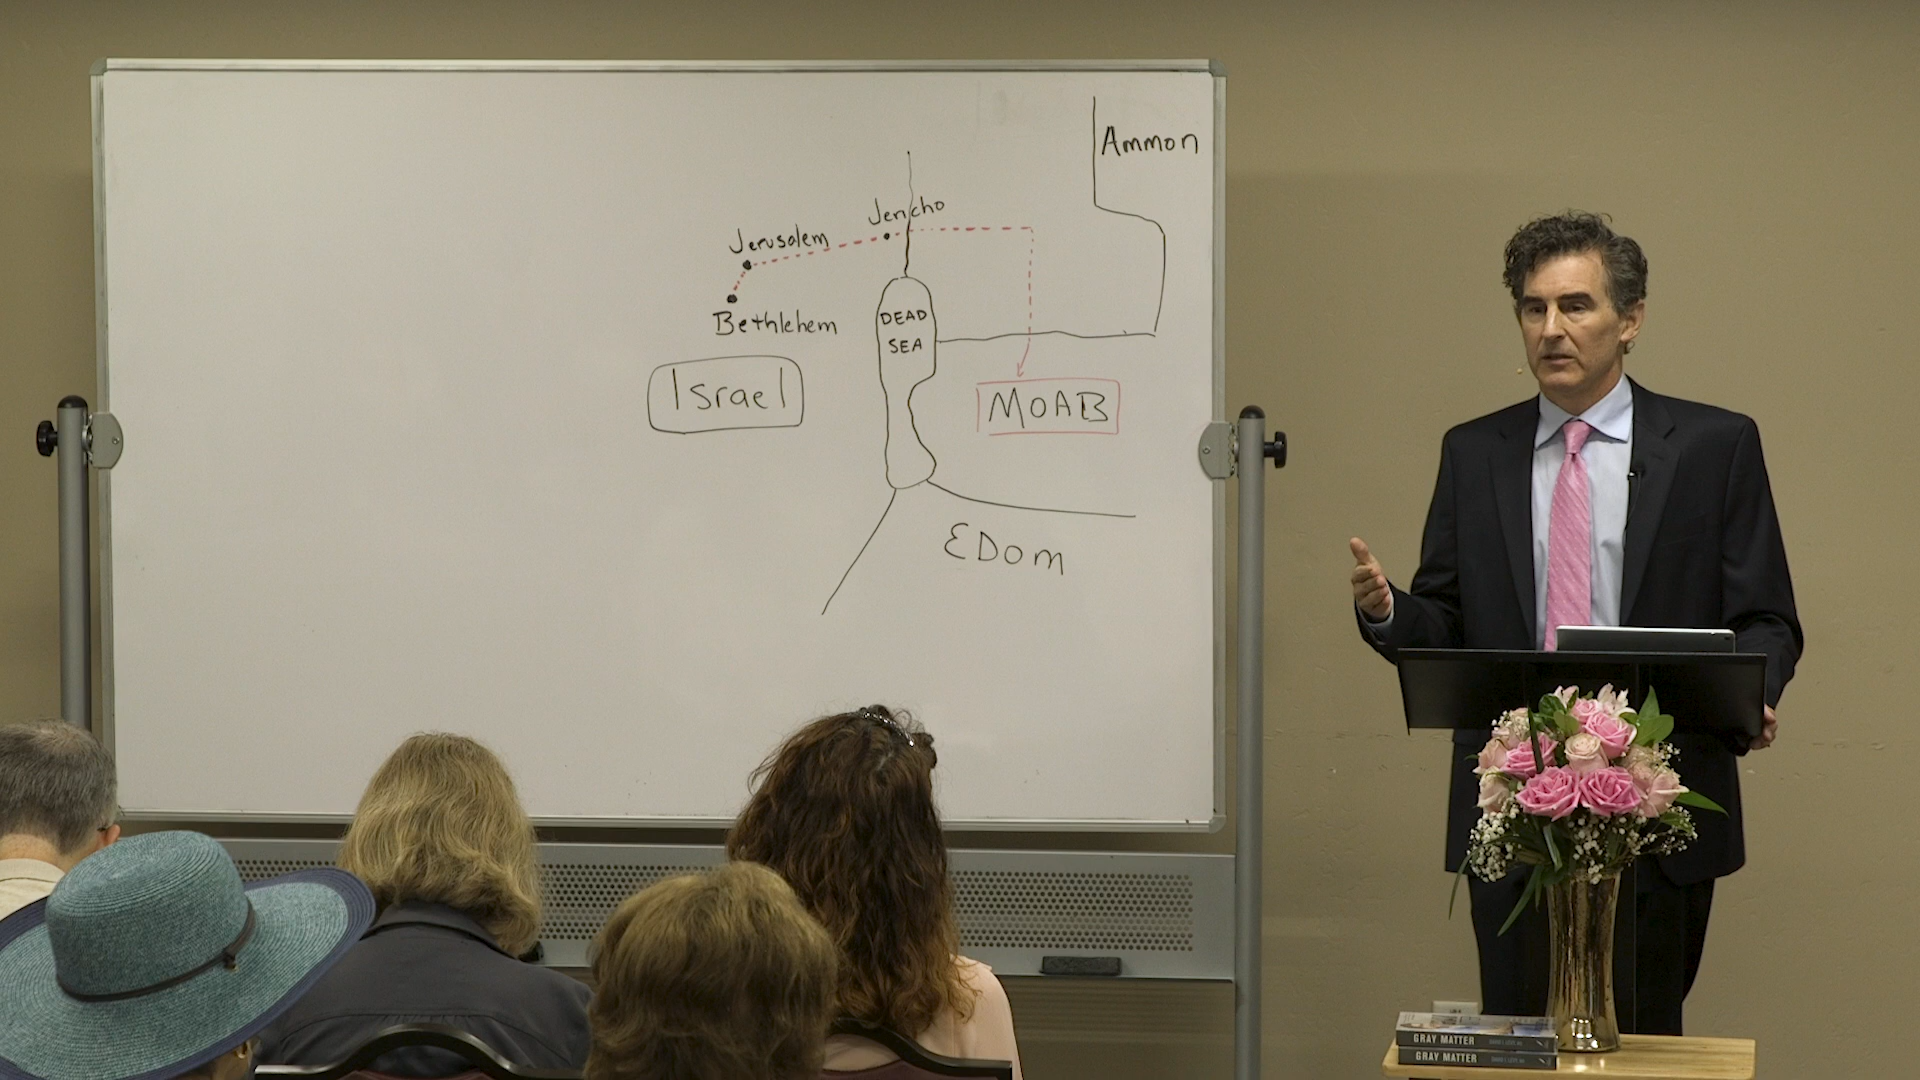 Ammon
Jericho
Jerusalem
Bethlehem
DEAD
SEA
Israel
MOAB
EDom
GRAY MATTER
GRAY MATTER